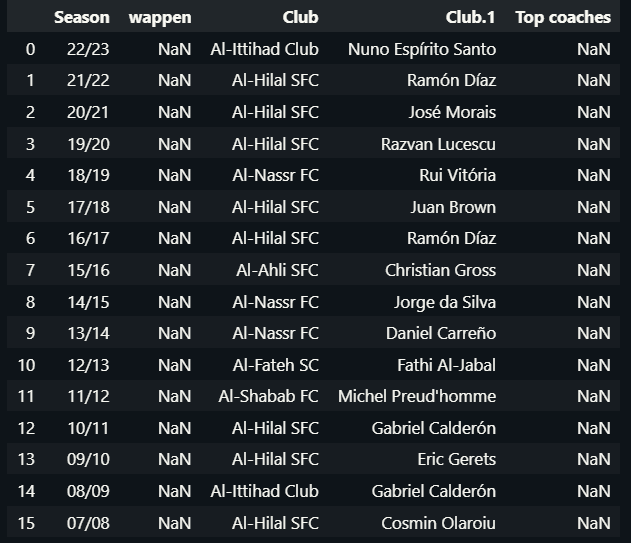 Season wappen Club Club.1 Top coaches
0 22/23 NaN Al-Ittihad Club Nuno Espírito Santo NaN
1 21/22 NaN Al-Hilal SFC Ramón Díaz NaN
2 20/21 NaN Al-Hilal SFC José Morais NaN
3 19/20 NaN Al-Hilal SFC Razvan Lucescu NaN
4 18/19 NaN Al-Nassr FC Rui Vitória NaN
5 17/18 NaN Al-Hilal SFC Juan Brown NaN
6 16/17 NaN Al-Hilal SFC Ramón Díaz NaN
7 15/16 NaN Al-Ahli SFC Christian Gross NaN
8 14/15 NaN Al-Nassr FC Jorge da Silva NaN
9 13/14 NaN Al-Nassr FC Daniel Carreño NaN
10 12/13 NaN Al-Fateh SC Fathi Al-Jabal NaN
11 11/12 NaN Al-Shabab FC Michel Preud'homme NaN
12 10/11 NaN Al-Hilal SFC Gabriel Calderón NaN
13 09/10 NaN Al-Hilal SFC Eric Gerets NaN
14 08/09 NaN Al-Ittihad Club Gabriel Calderón NaN
15 07/08 NaN Al-Hilal SFC Cosmin Olaroiu NaN